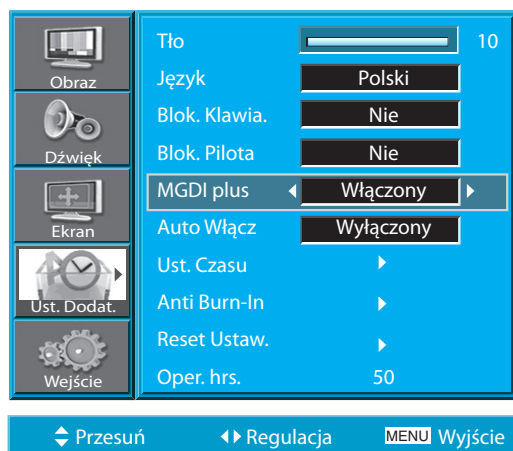 Obraz
Dźwięk
Ekran
Ust. Dodat.
Wejście
Tło 10
Język Polski
Blok. Klawia. Nie
Blok. Pilota Nie
MGDI plus Włączony
Auto Włącz Wyłączony
Ust. Czasu
Anti Burn-In
Reset Ustaw.
Oper. hrs. 50
Przesuń Regulacja MENU Wyjście